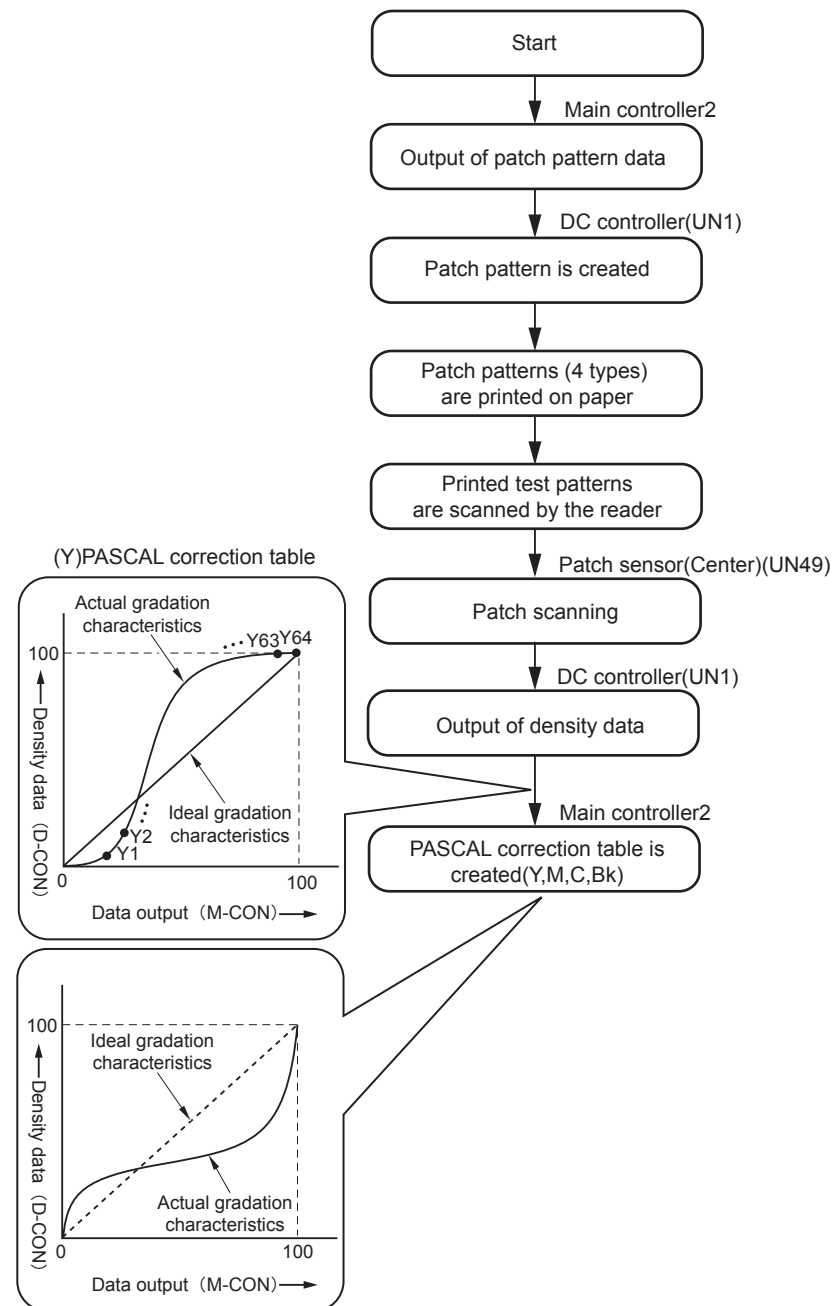 Start
Main controller2
Output of patch pattern data
DC controller(UN1)
Patch pattern is created
Patch patterns (4 types)
are printed on paper
Printed test patterns
are scanned by the reader
Patch sensor(Center)(UN49)
Patch scanning
DC controller(UN1)
Output of density data
Main controller2
PASCAL correction table is
created(Y,M,C,Bk)
(Y)PASCAL correction table
Actual gradation
characteristics
Y63 Y64
100
Density data (D-CON)
Ideal gradation
characteristics
Y2
Y1
0
100
Data output (M-CON)
100
Ideal gradation
characteristics
Density data (D-CON)
Actual gradation
characteristics
0
100
Data output (M-CON)